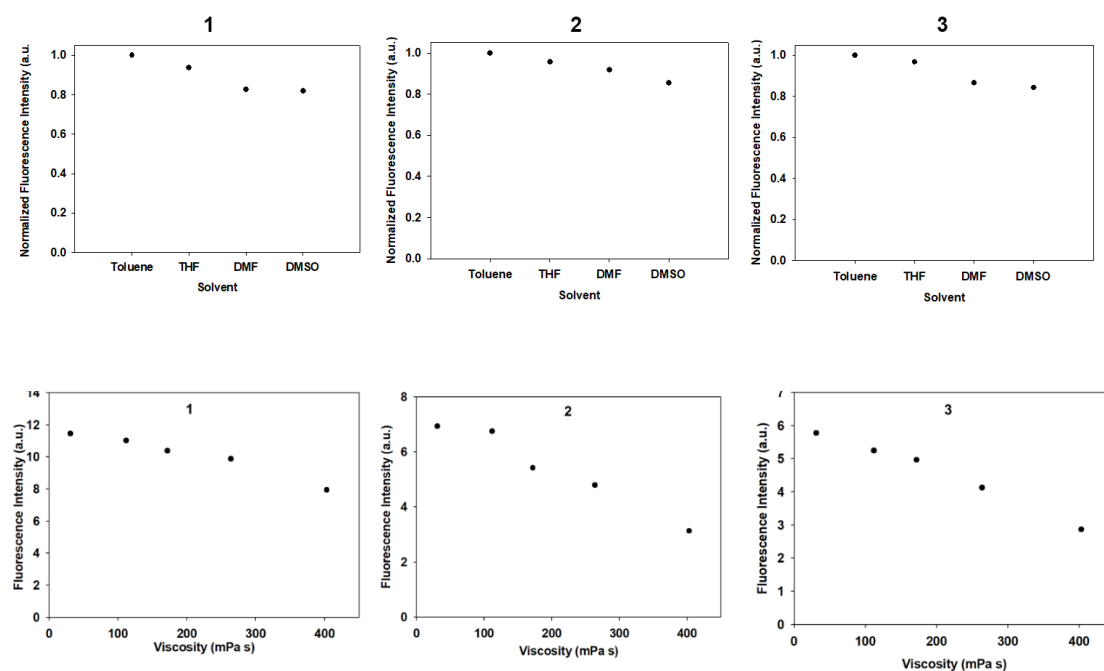 1
Normalized Fluorescence Intensity (a.u.)
1.0
0.8
0.6
0.4
0.2
0.0
Toluene THF DMF DMSO
Solvent
2
Normalized Fluorescence Intensity (a.u.)
1.0
0.8
0.6
0.4
0.2
0.0
Toluene THF DMF DMSO
Solvent
3
Normalized Fluorescence Intensity (a.u.)
1.0
0.8
0.6
0.4
0.2
0.0
Toluene THF DMF DMSO
Solvent
1
Fluorescence Intensity (a.u.)
14
12
10
8
6
4
2
0
0 100 200 300 400
Viscosity (mPa s)
2
Fluorescence Intensity (a.u.)
8
6
4
2
0
0 100 200 300 400
Viscosity (mPa s)
3
Fluorescence Intensity (a.u.)
7
6
5
4
3
2
1
0
0 100 200 300 400
Viscosity (mPa s)